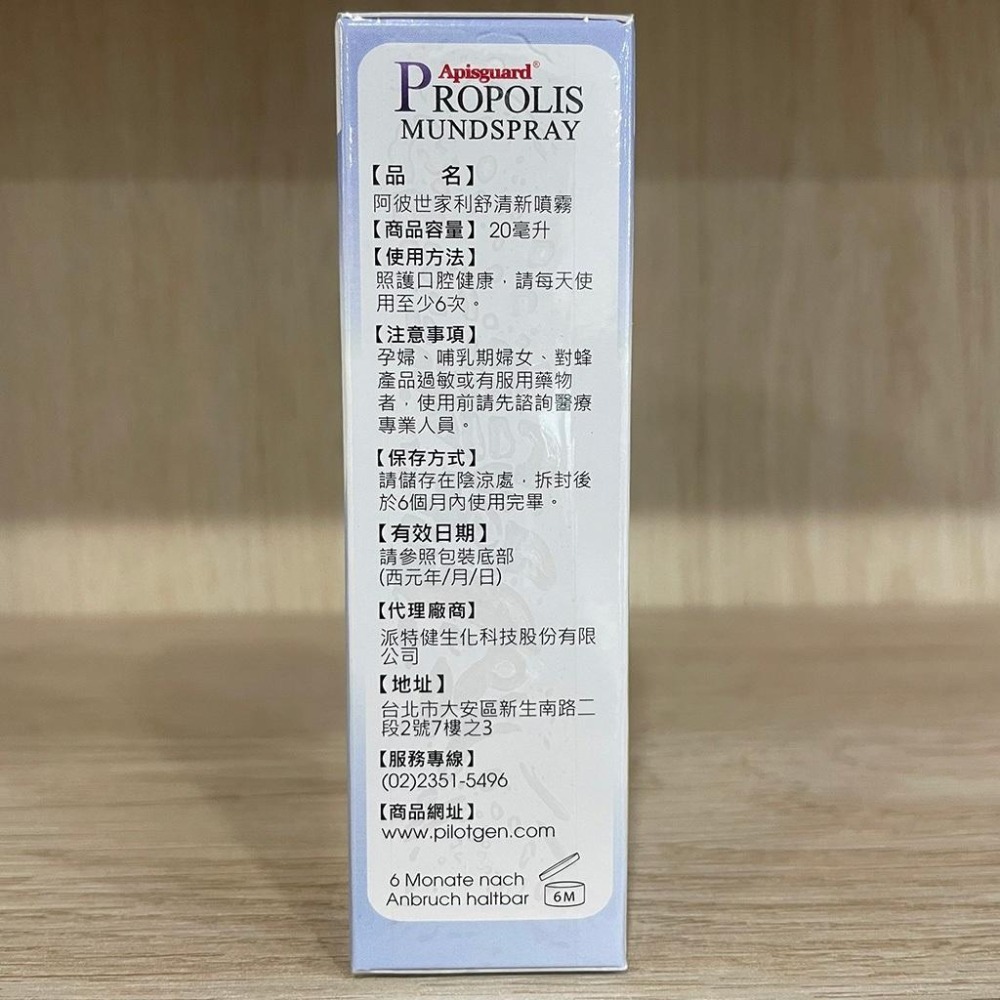 Apisguard®
PROPOLIS
MUNDSPRAY
【品　　名】
阿彼世家利舒清新噴霧
【商品容量】 20毫升
【使用方法】
照護口腔健康，請每天使
用至少6次。
【注意事項】
孕婦、哺乳期婦女、對蜂
產品過敏或有服用藥物
者，使用前請先諮詢醫療
專業人員。
【保存方式】
請儲存在陰涼處，拆封後
於6個月內使用完畢。
【有效日期】
請參照包裝底部
(西元年/月/日)
【代理廠商】
派特健生化科技股份有限
公司
【地址】
台北市大安區新生南路二
段2號7樓之3
【服務專線】
(02)2351-5496
【商品網址】
www.pilotgen.com
6 Monate nach
Anbruch haltbar
6M